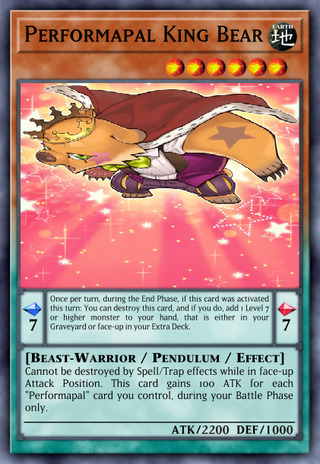 Performapal King Bear
EARTH
地
Once per turn, during the End Phase, if this card was activated
this turn: You can destroy this card, and if you do, add 1 Level 7
or higher monster to your hand, that is either in your
Graveyard or face-up in your Extra Deck.
7
7
[Beast-Warrior / Pendulum / Effect]
Cannot be destroyed by Spell/Trap effects while in face-up
Attack Position. This card gains 100 ATK for each
"Performapal" card you control, during your Battle Phase
only.
ATK/2200 DEF/1000